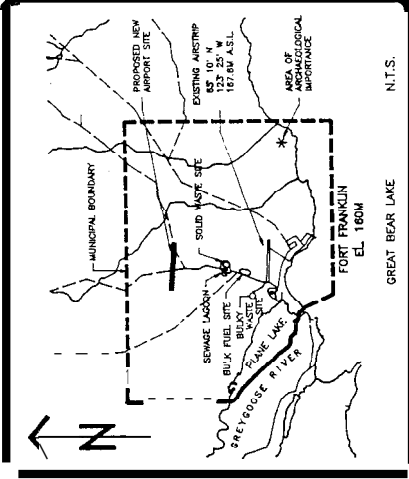 N
MUNICIPAL BOUNDARY
PROPOSED NEW
AIRPORT SITE
EXISTING AIRSTRIP
65° 10' N
123° 25' W
167.6M A.S.L.
SOLID WASTE SITE
SEWAGE LAGOON
BULK FUEL SITE
BULKY
WASTE
SITE
PLANE LAKE
GREYGOOSE RIVER
AREA OF
ARCHAEOLOGICAL
IMPORTANCE
FORT FRANKLIN
EL. 160M
GREAT BEAR LAKE
N.T.S.